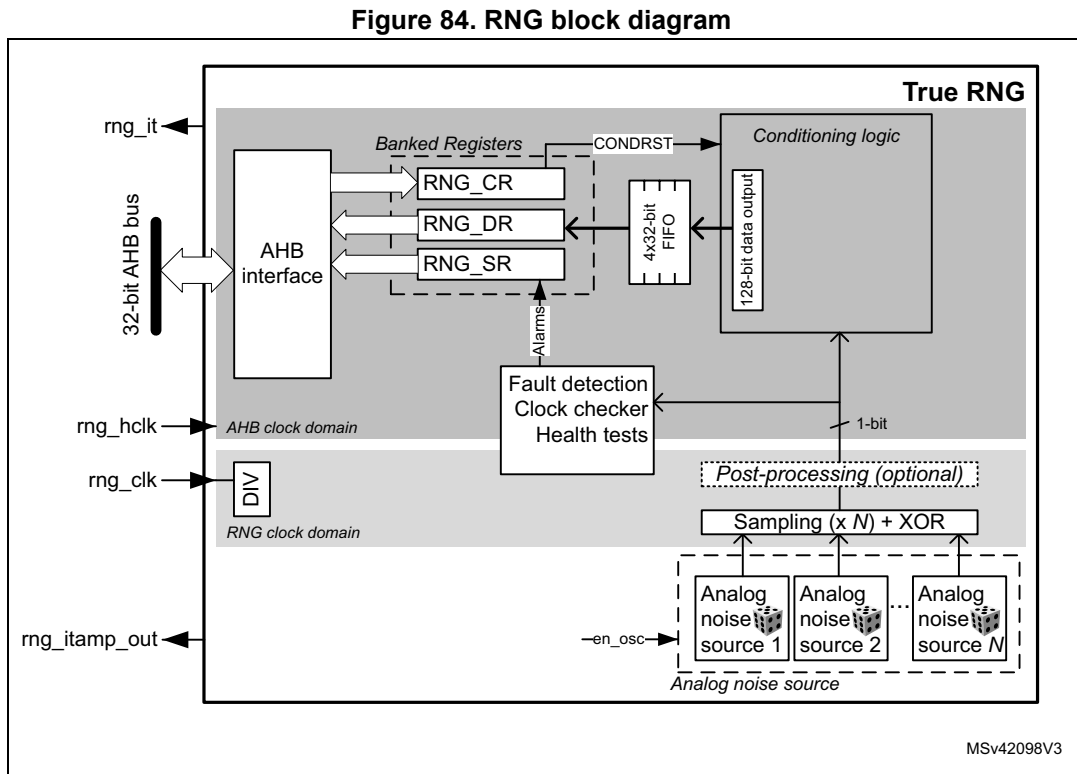 Figure 84. RNG block diagram
True RNG
rng_it
Banked Registers
CONDRST
Conditioning logic
RNG_CR
RNG_DR
RNG_SR
4x32-bit
FIFO
128-bit data output
32-bit AHB bus
AHB
interface
Alarms
Fault detection
Clock checker
Health tests
rng_hclk
AHB clock domain
1-bit
rng_clk
DIV
Post-processing (optional)
RNG clock domain
Sampling (x N) + XOR
Analog
noise
source 1
Analog
noise
source 2
...
Analog
noise
source N
rng_itamp_out
en_osc
Analog noise source
MSv42098V3